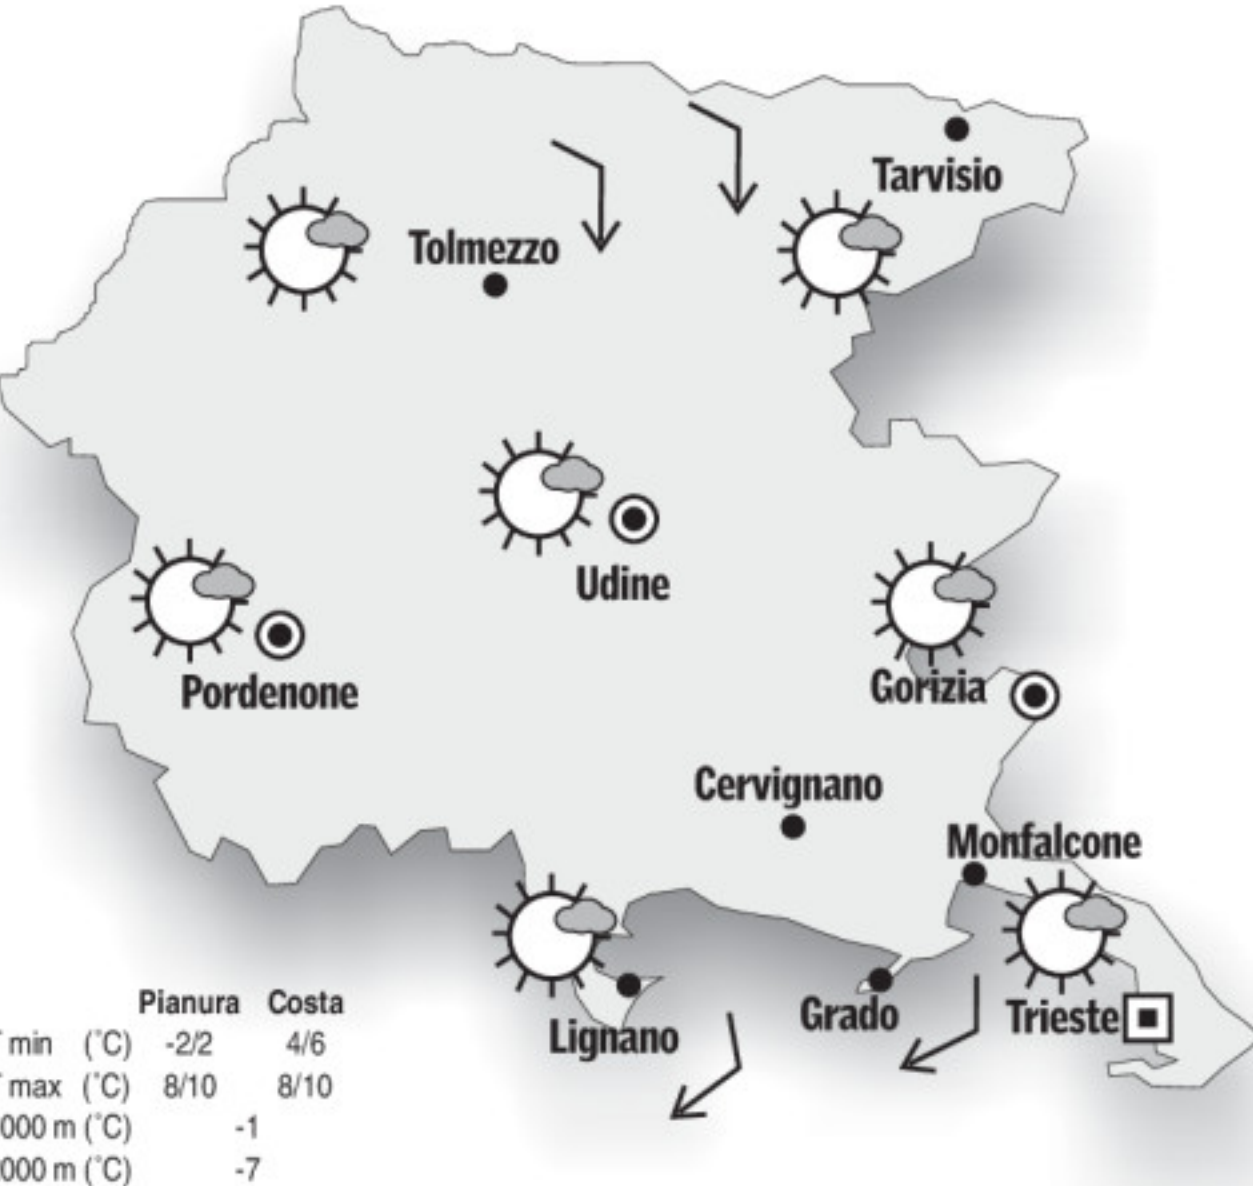 Tarvisio
Tolmezzo
Udine
Pordenone
Gorizia
Cervignano
Monfalcone
Grado
Trieste
Lignano
Pianura Costa
min (°C) -2/2 4/6
max (°C) 8/10 8/10
000 m (°C) -1
000 m (°C) -7